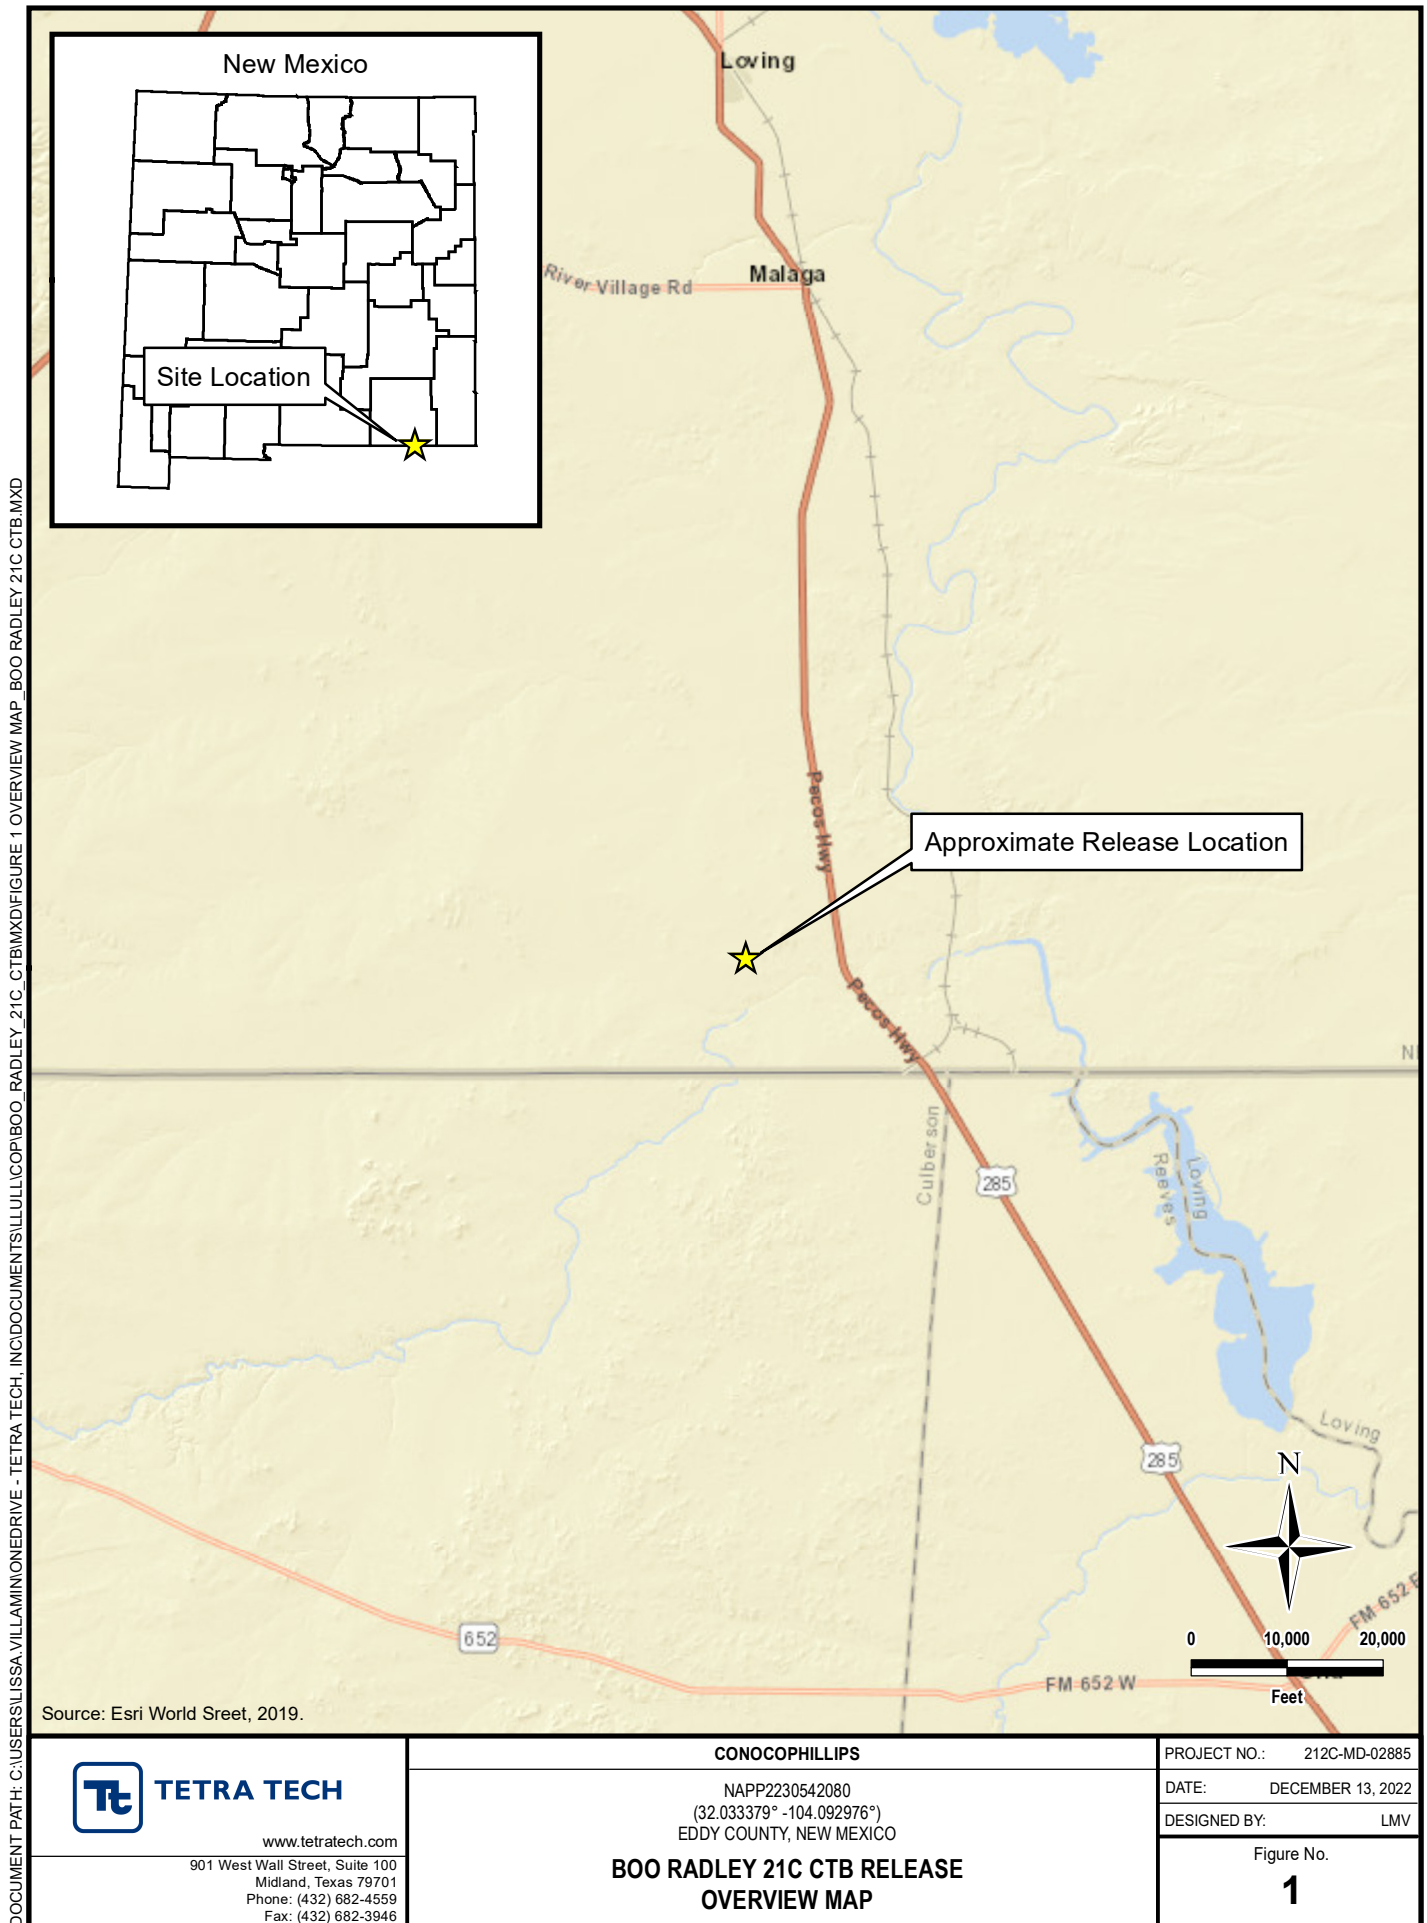 New Mexico
Site Location
Loving
Malaga
River Village Rd
Pecos Hwy
Approximate Release Location
Pecos Hwy
Culberson
285
Reeves
Loving
Loving
285
N
652
FM 652 W
0 10,000 20,000
Feet
Source: Esri World Sreet, 2019.
DOCUMENT PATH: C:\USERS\LISSA.VILLAMIN\ONEDRIVE - TETRA TECH, INC\DOCUMENTS\LLULL\COP\BOO_RADLEY_21C_CTB\MXD\FIGURE 1 OVERVIEW MAP_BOO RADLEY 21C CTB.MXD
Tt TETRA TECH
www.tetratech.com
901 West Wall Street, Suite 100
Midland, Texas 79701
Phone: (432) 682-4559
Fax: (432) 682-3946
CONOCOPHILLIPS
NAPP2230542080
(32.033379° -104.092976°)
EDDY COUNTY, NEW MEXICO
BOO RADLEY 21C CTB RELEASE
OVERVIEW MAP
PROJECT NO.: 212C-MD-02885
DATE: DECEMBER 13, 2022
DESIGNED BY: LMV
Figure No.
1